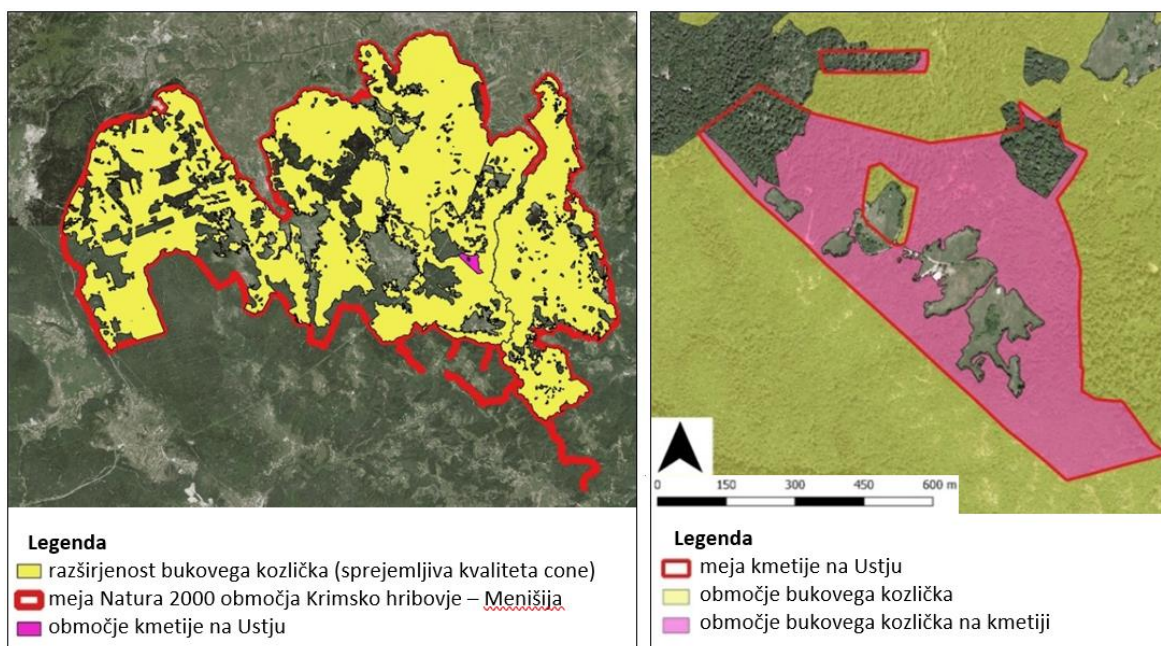 Legenda
razširjenost bukovega kozlička (sprejemljiva kvaliteta cone)
meja Natura 2000 območja Krimsko hribovje – Menišija
območje kmetije na Ustju
0 150 300 450 600 m
Legenda
meja kmetije na Ustju
območje bukovega kozlička
območje bukovega kozlička na kmetiji